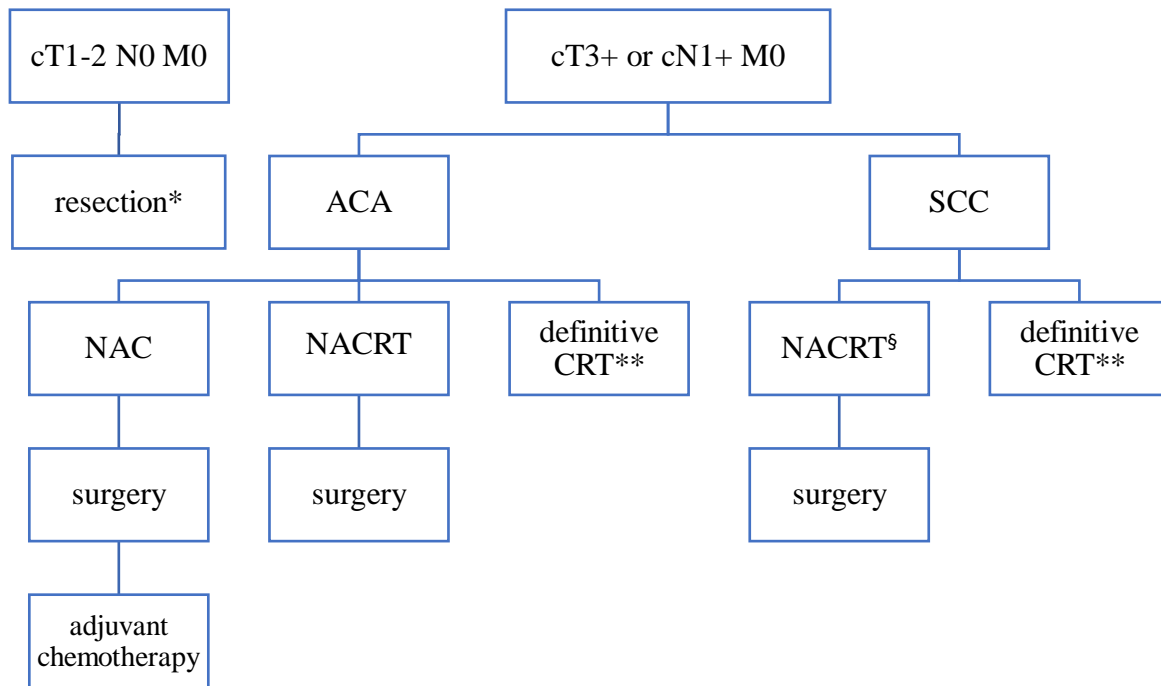 cT1-2 N0 M0
cT3+ or cN1+ M0
resection*
ACA
SCC
NAC
NACRT
definitive
CRT**
NACRT§
definitive
CRT**
surgery
surgery
surgery
adjuvant
chemotherapy